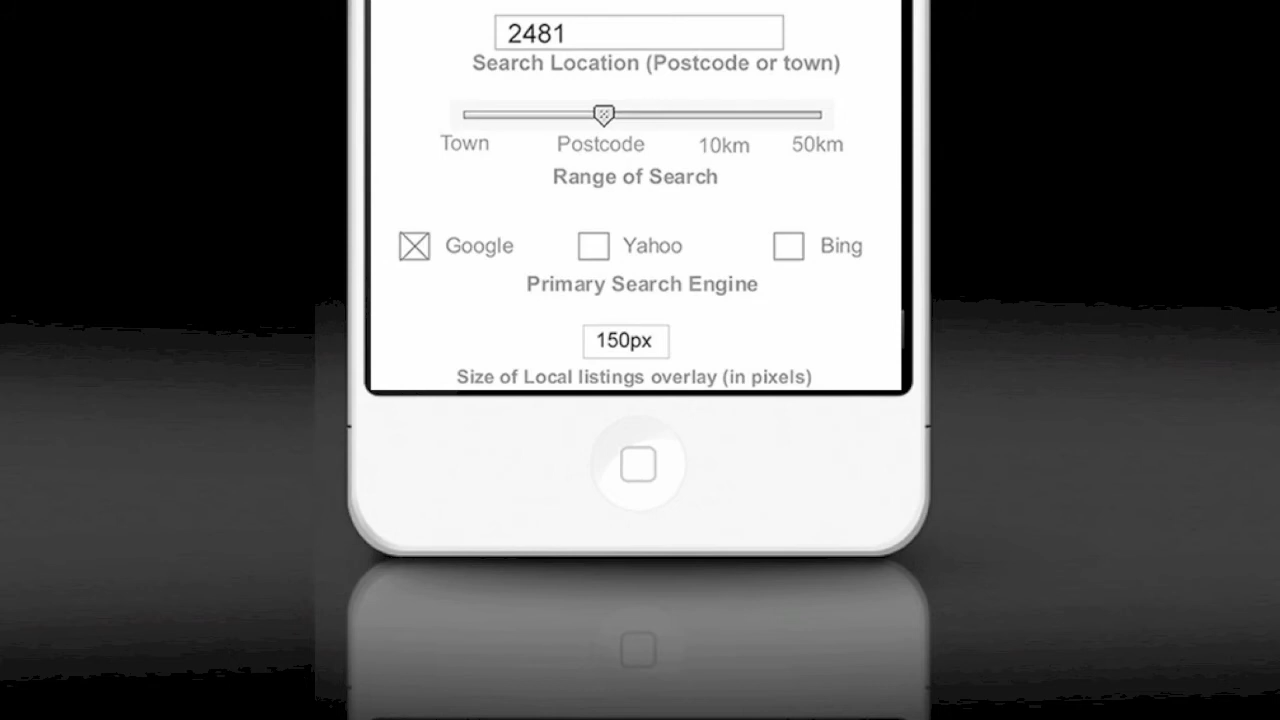 2481
Search Location (Postcode or town)
Town Postcode 10km 50km
Range of Search
Google Yahoo Bing
Primary Search Engine
150px
Size of Local listings overlay (in pixels)